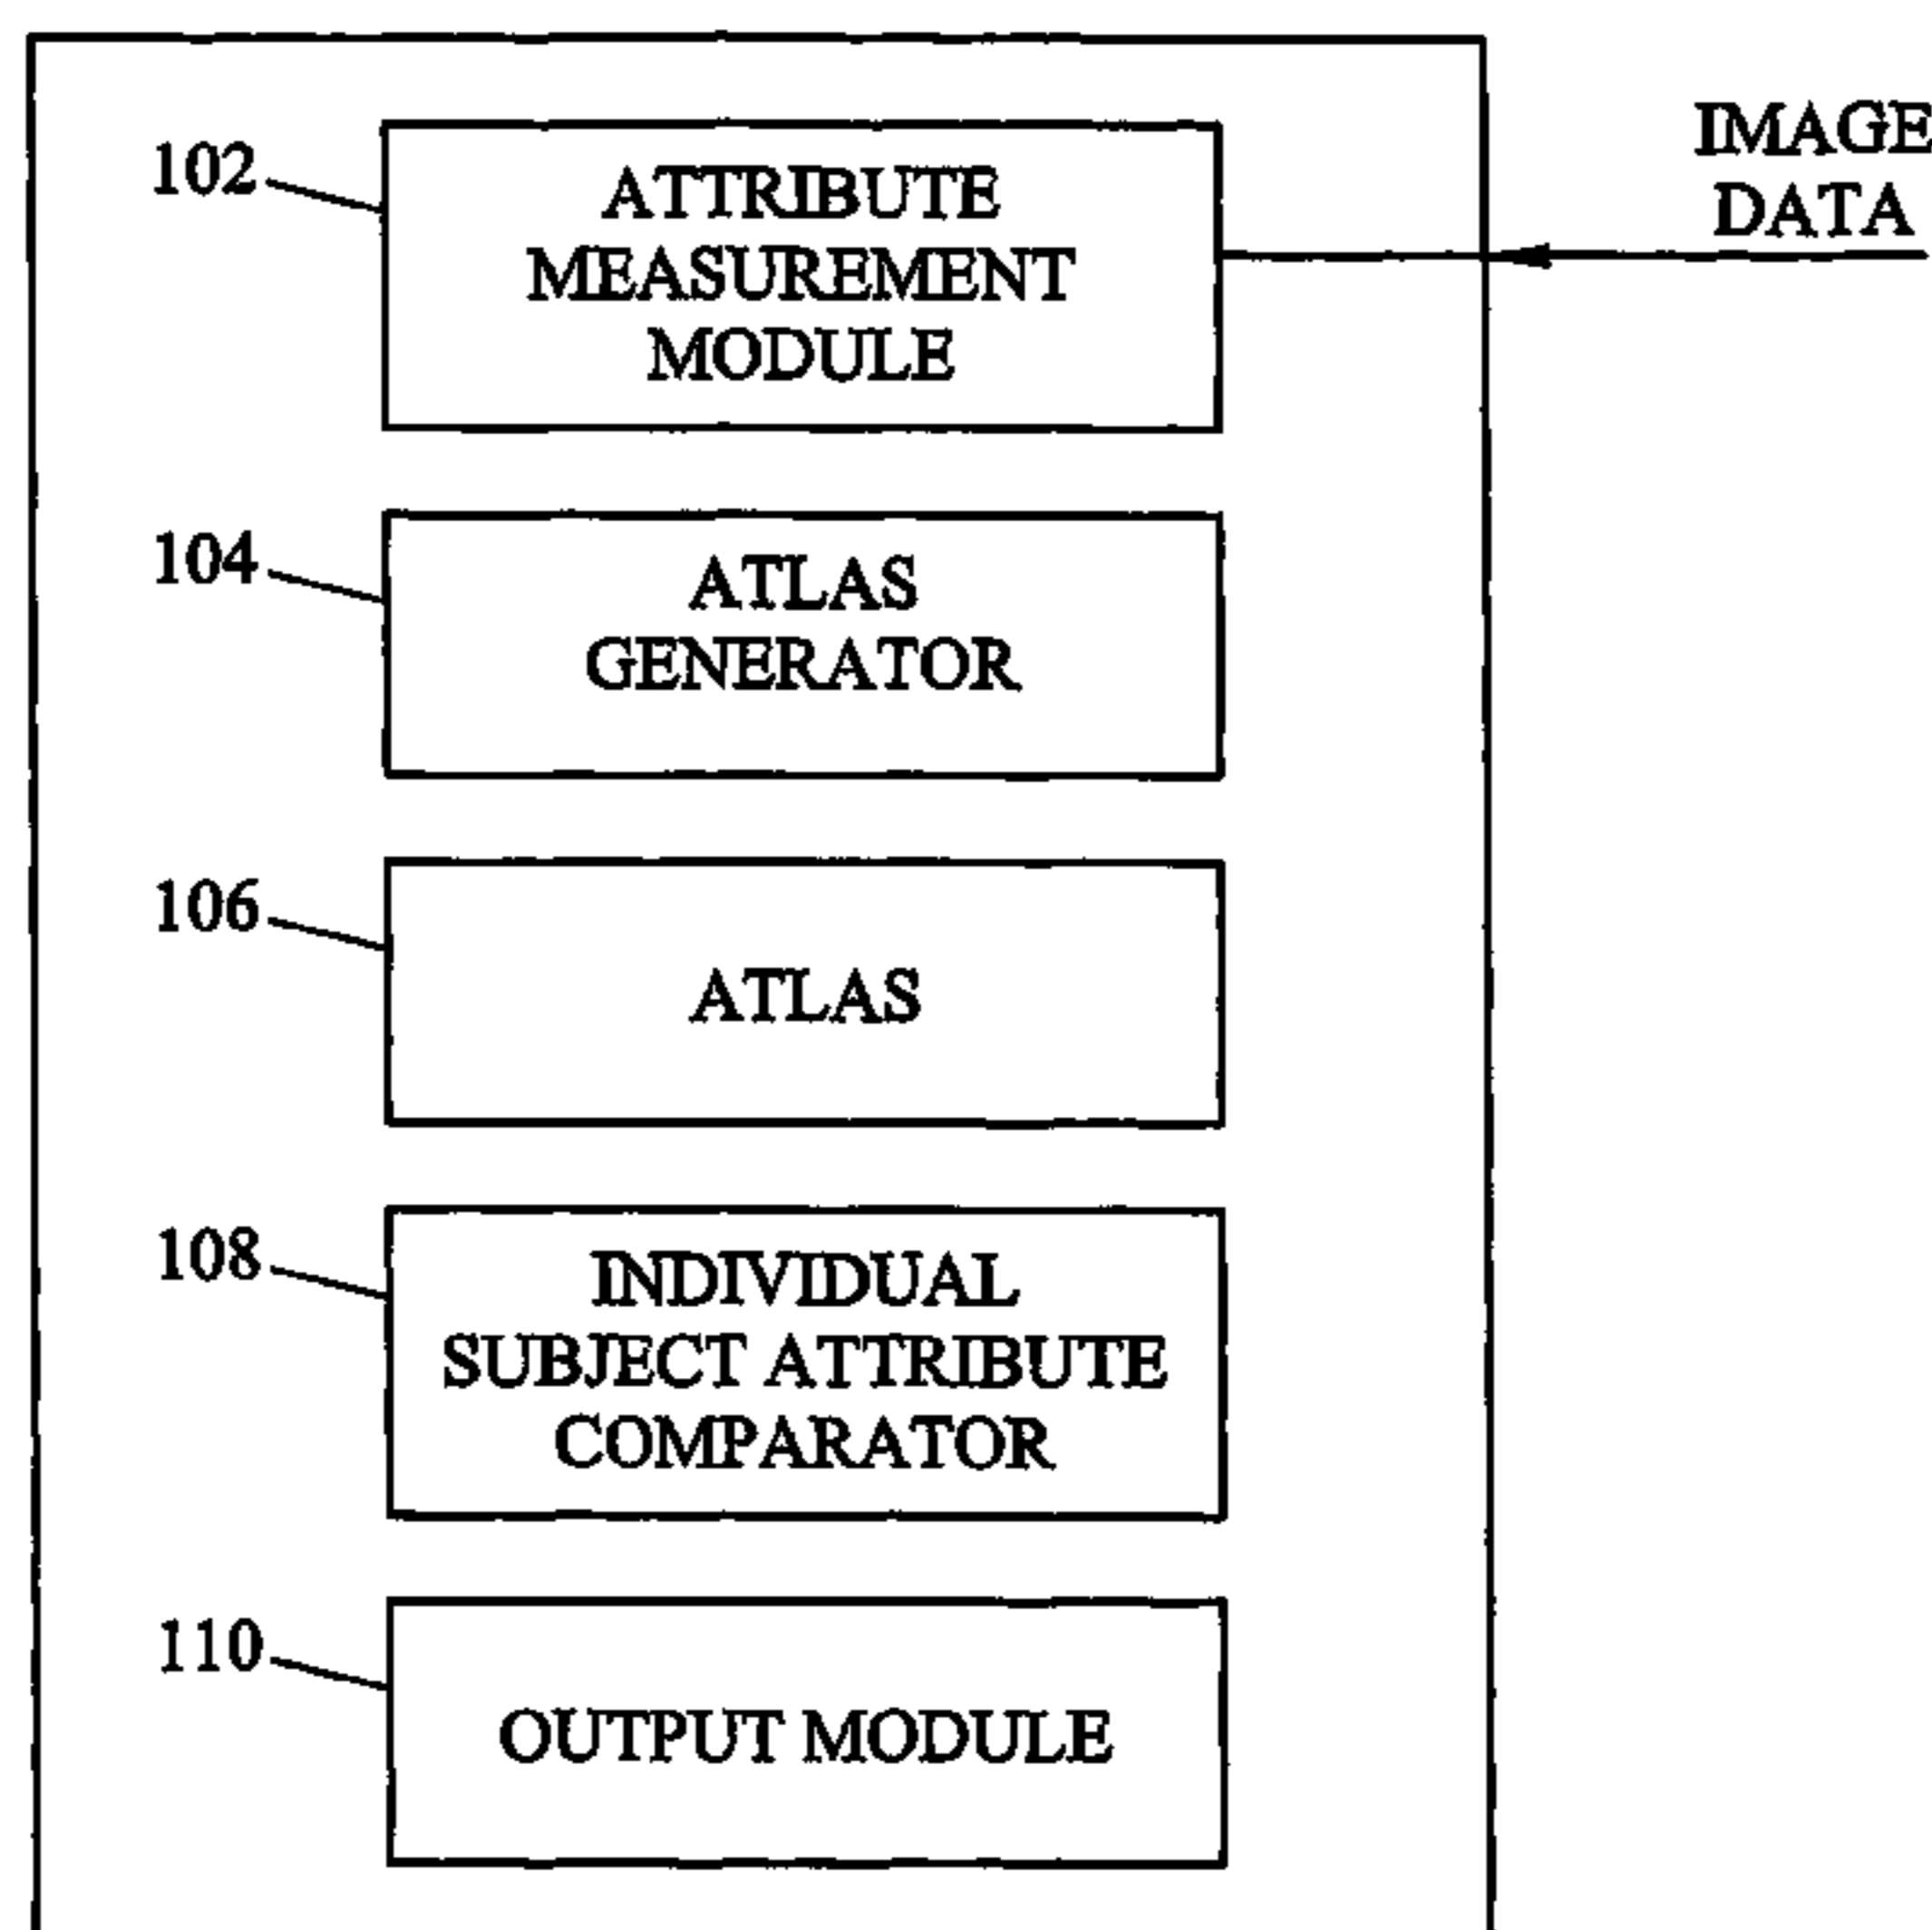 IMAGE
DATA
102
ATTRIBUTE
MEASUREMENT
MODULE
104
ATLAS
GENERATOR
106
ATLAS
108
INDIVIDUAL
SUBJECT ATTRIBUTE
COMPARATOR
110
OUTPUT MODULE